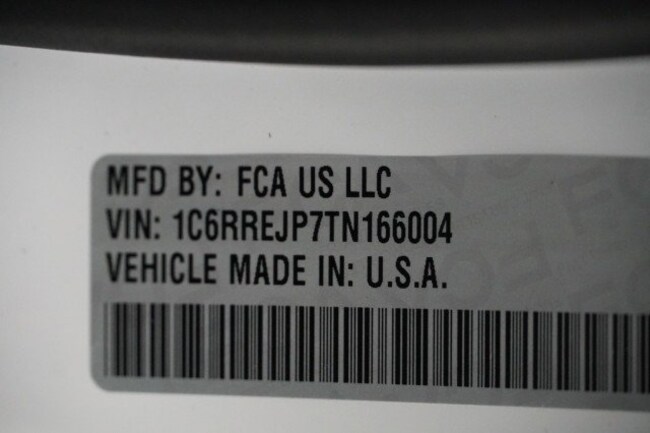 MFD BY: FCA US LLC
VIN: 1C6RREJP7TN166004
VEHICLE MADE IN: U.S.A.